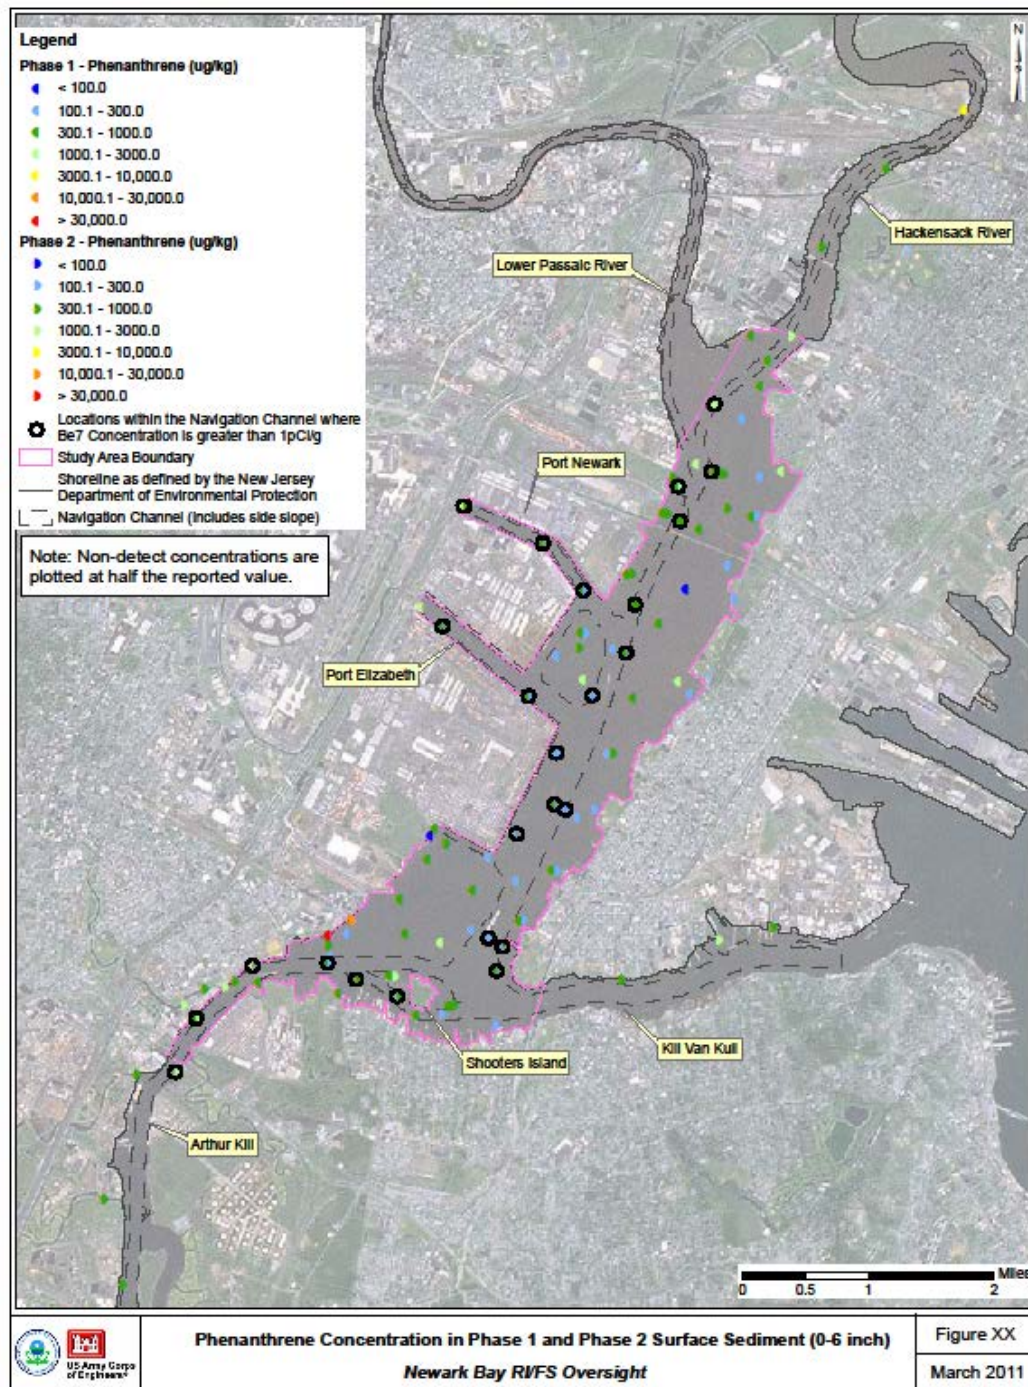 Legend
Phase 1 - Phenanthrene (ug/kg)
< 100.0
100.1 - 300.0
300.1 - 1000.0
1000.1 - 3000.0
3000.1 - 10,000.0
10,000.1 - 30,000.0
> 30,000.0
Phase 2 - Phenanthrene (ug/kg)
< 100.0
100.1 - 300.0
300.1 - 1000.0
1000.1 - 3000.0
3000.1 - 10,000.0
10,000.1 - 30,000.0
> 30,000.0
Locations within the Navigation Channel where
Be7 Concentration is greater than 1pCi/g
Study Area Boundary
Shoreline as defined by the New Jersey
Department of Environmental Protection
Navigation Channel (includes side slope)
Note: Non-detect concentrations are
plotted at half the reported value.
N
Hackensack River
Lower Passaic River
Port Newark
Port Elizabeth
Shooters Island
Kill Van Kull
Arthur Kill
Miles
0 0.5 1 2
US Army Corps
of Engineers®
Phenanthrene Concentration in Phase 1 and Phase 2 Surface Sediment (0-6 inch)
Newark Bay RI/FS Oversight
Figure XX
March 2011